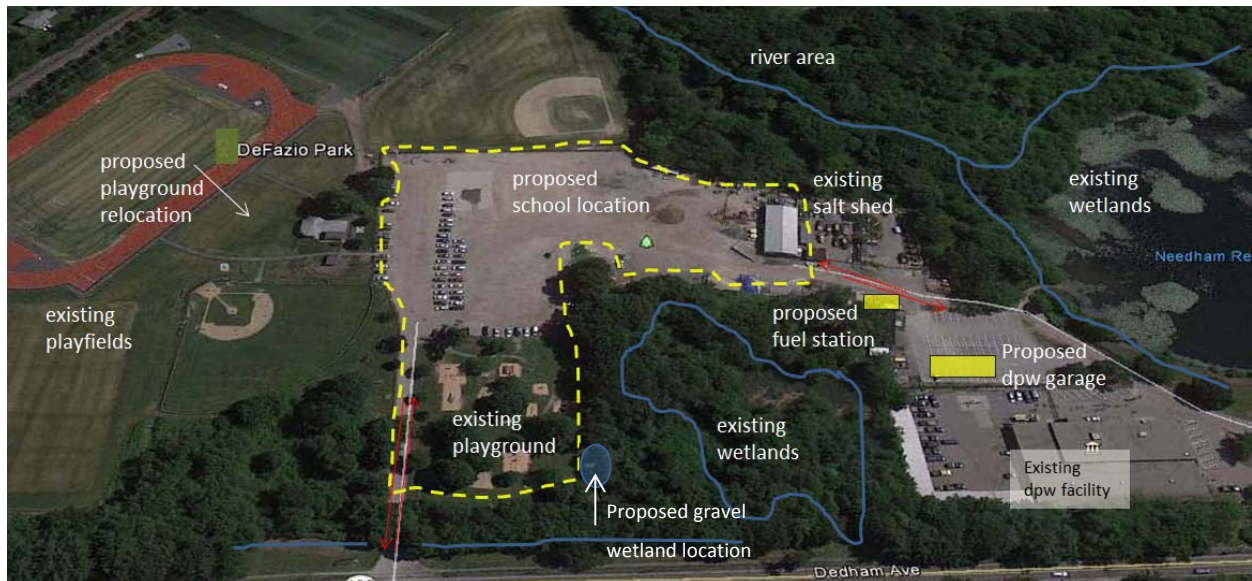 river area
DeFazio Park
proposed
playground
relocation
proposed
school location
existing
salt shed
existing
wetlands
Needham Re
existing
playfields
proposed
fuel station
Proposed
dpw garage
existing
playground
existing
wetlands
Existing
dpw facility
Proposed gravel
wetland location
Dedham Ave